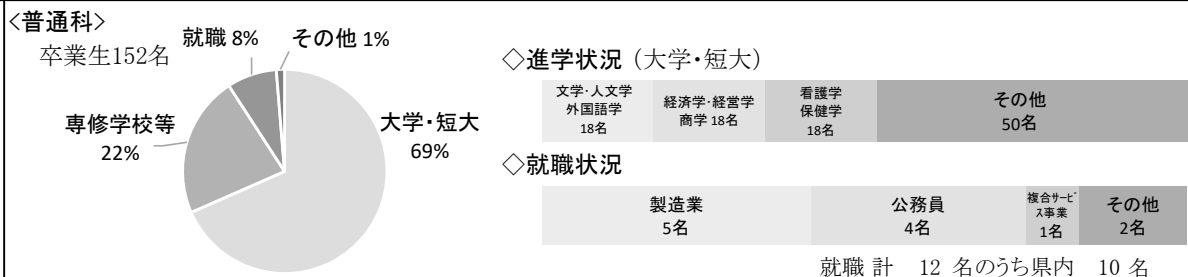 <普通科>
卒業生152名
就職 8%
その他 1%
専修学校等
22%
大学・短大
69%
◇進学状況（大学・短大）
文学・人文学
外国語学
18名
経済学・経営学
商学 18名
看護学
保健学
18名
その他
50名
◇就職状況
製造業
5名
公務員
4名
複合サービ
ス事業
1名
その他
2名
就職 計 12 名のうち県内 10 名